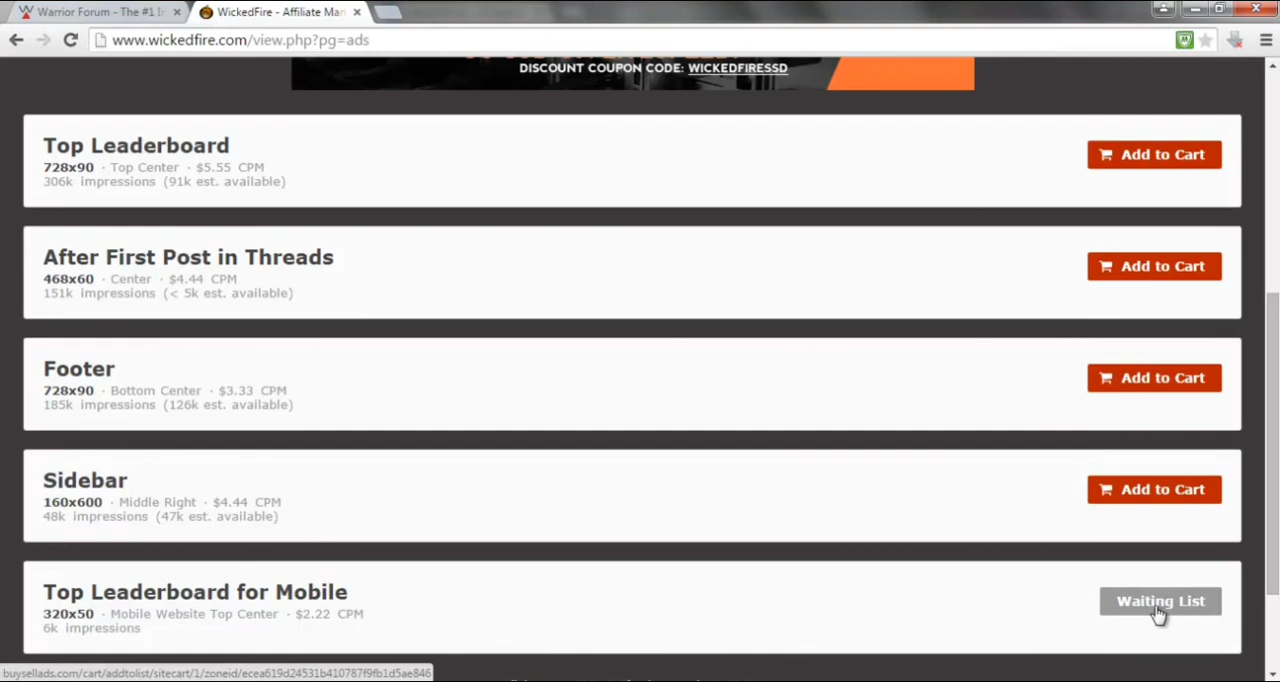 Warrior Forum - The #1 I
WickedFire - Affiliate Mar
www.wickedfire.com/view.php?pg=ads
DISCOUNT COUPON CODE: WICKEDFIRESSD
Top Leaderboard
728x90 · Top Center · $5.55 CPM
306k impressions (91k est. available)
Add to Cart
After First Post in Threads
468x60 · Center · $4.44 CPM
151k impressions (< 5k est. available)
Add to Cart
Footer
728x90 · Bottom Center · $3.33 CPM
185k impressions (126k est. available)
Add to Cart
Sidebar
160x600 · Middle Right · $4.44 CPM
48k impressions (47k est. available)
Add to Cart
Top Leaderboard for Mobile
320x50 · Mobile Website Top Center · $2.22 CPM
6k impressions
Waiting List
buysellads.com/cart/addtolist/sitecart/1/zoneid/ecea619d24531b410787f9fb1d5ae846